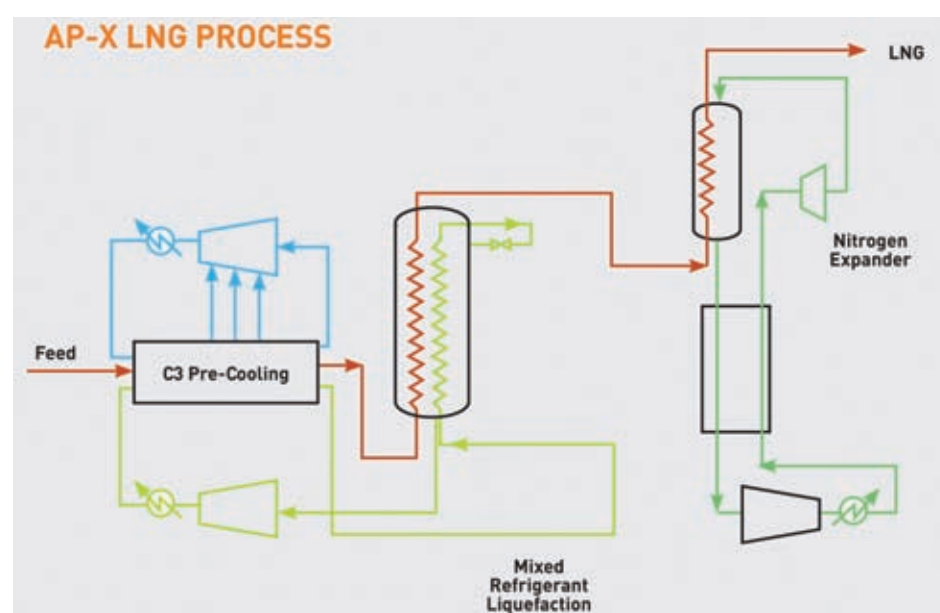 AP-X LNG PROCESS
LNG
Nitrogen
Expander
Feed
C3 Pre-Cooling
Mixed
Refrigerant
Liquefaction